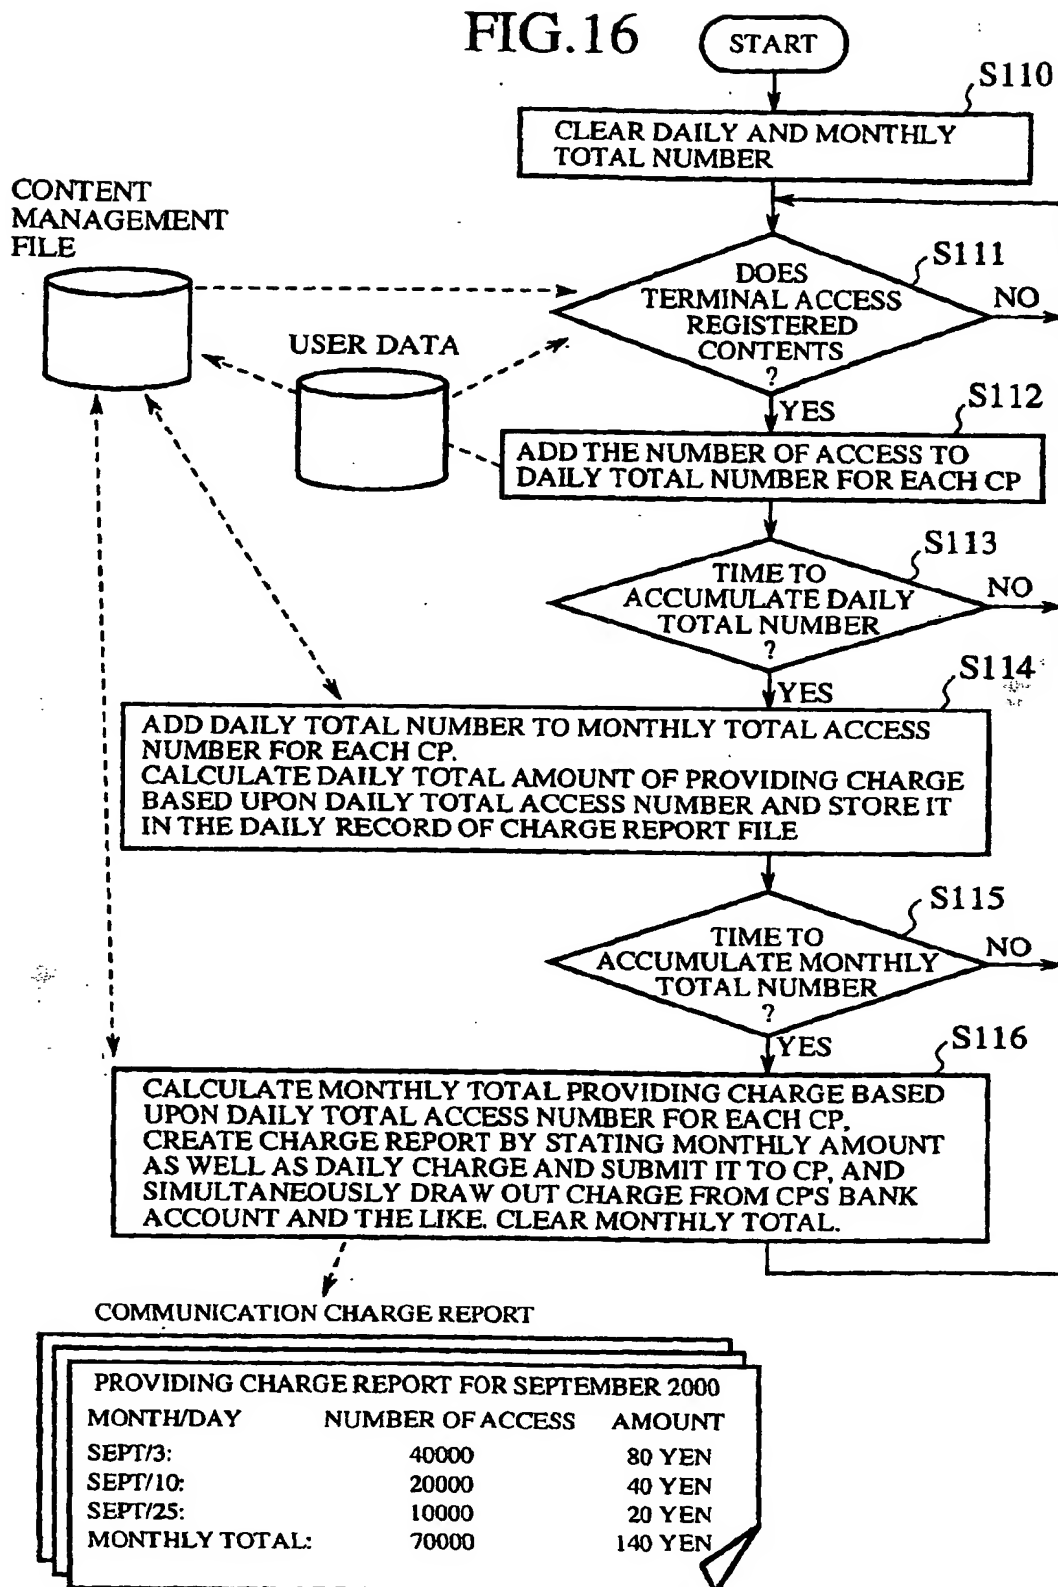 FIG.16
START
S110
CLEAR DAILY AND MONTHLY
TOTAL NUMBER
CONTENT
MANAGEMENT
FILE
S111
DOES
TERMINAL ACCESS
REGISTERED
CONTENTS
?
NO
USER DATA
YES
S112
ADD THE NUMBER OF ACCESS TO
DAILY TOTAL NUMBER FOR EACH CP
S113
TIME TO
ACCUMULATE DAILY
TOTAL NUMBER
?
NO
YES
S114
ADD DAILY TOTAL NUMBER TO MONTHLY TOTAL ACCESS
NUMBER FOR EACH CP.
CALCULATE DAILY TOTAL AMOUNT OF PROVIDING CHARGE
BASED UPON DAILY TOTAL ACCESS NUMBER AND STORE IT
IN THE DAILY RECORD OF CHARGE REPORT FILE
S115
TIME TO
ACCUMULATE MONTHLY
TOTAL NUMBER
?
NO
YES
S116
CALCULATE MONTHLY TOTAL PROVIDING CHARGE BASED
UPON DAILY TOTAL ACCESS NUMBER FOR EACH CP,
CREATE CHARGE REPORT BY STATING MONTHLY AMOUNT
AS WELL AS DAILY CHARGE AND SUBMIT IT TO CP, AND
SIMULTANEOUSLY DRAW OUT CHARGE FROM CP'S BANK
ACCOUNT AND THE LIKE. CLEAR MONTHLY TOTAL.
COMMUNICATION CHARGE REPORT
PROVIDING CHARGE REPORT FOR SEPTEMBER 2000
MONTH/DAY NUMBER OF ACCESS AMOUNT
SEPT/3: 40000 80 YEN
SEPT/10: 20000 40 YEN
SEPT/25: 10000 20 YEN
MONTHLY TOTAL: 70000 140 YEN